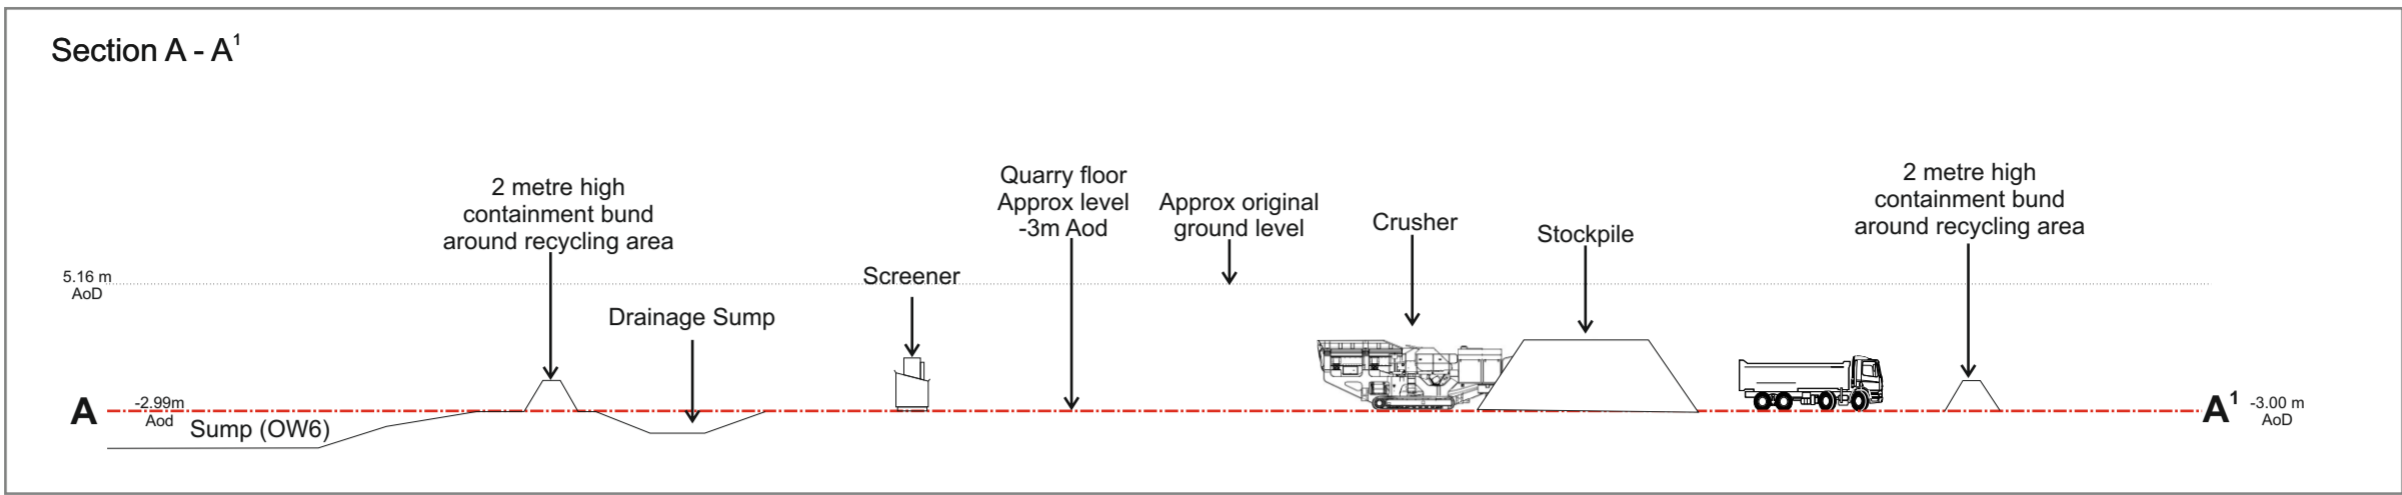 Section A - A¹
2 metre high
containment bund
around recycling area
Drainage Sump
Screener
Quarry floor
Approx level
-3m Aod
Approx original
ground level
Crusher
Stockpile
2 metre high
containment bund
around recycling area
5.16 m
AoD
A
-2.99m
Aod
Sump (OW6)
A¹
-3.00 m
AoD